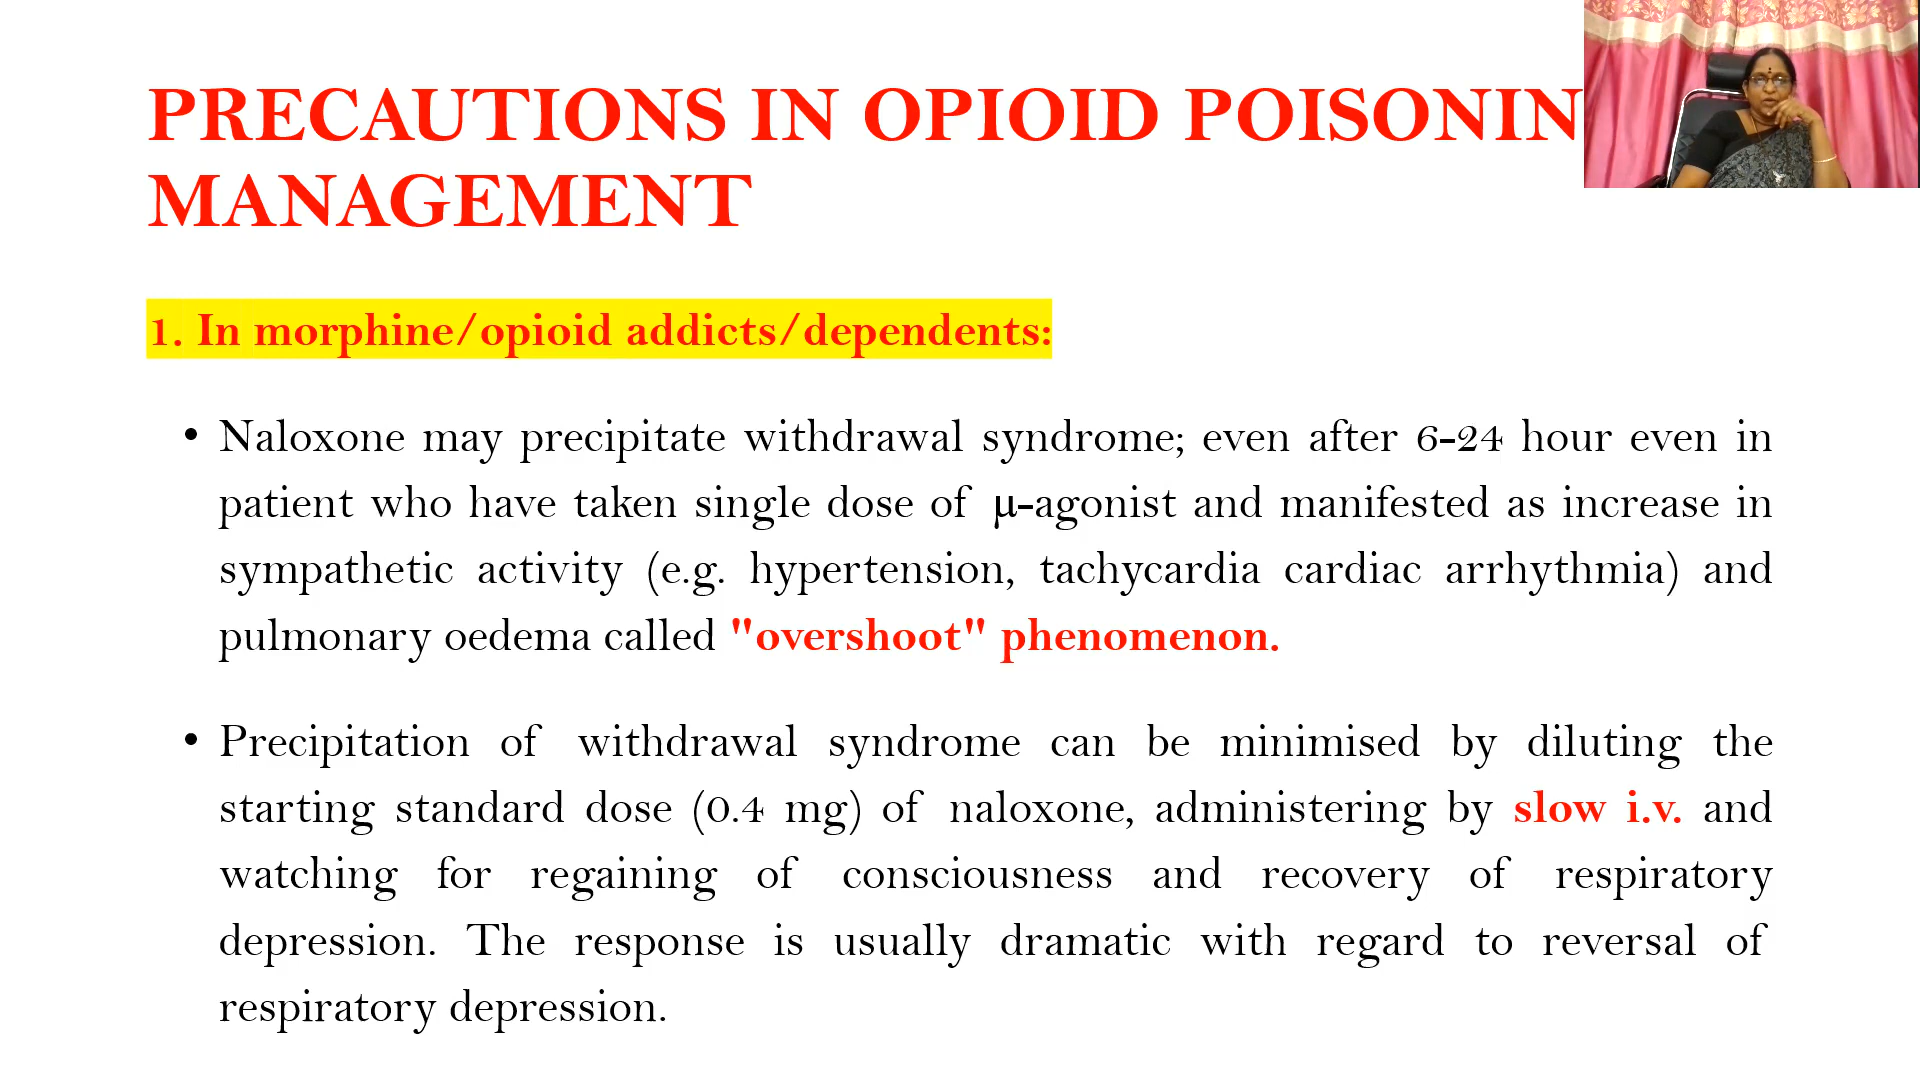 PRECAUTIONS IN OPIOID POISONIN
MANAGEMENT
1. In morphine/opioid addicts/dependents:
• Naloxone may precipitate withdrawal syndrome; even after 6-24 hour even in
patient who have taken single dose of μ-agonist and manifested as increase in
sympathetic activity (e.g. hypertension, tachycardia cardiac arrhythmia) and
pulmonary oedema called "overshoot" phenomenon.
• Precipitation of withdrawal syndrome can be minimised by diluting the
starting standard dose (0.4 mg) of naloxone, administering by slow i.v. and
watching for regaining of consciousness and recovery of respiratory
depression. The response is usually dramatic with regard to reversal of
respiratory depression.